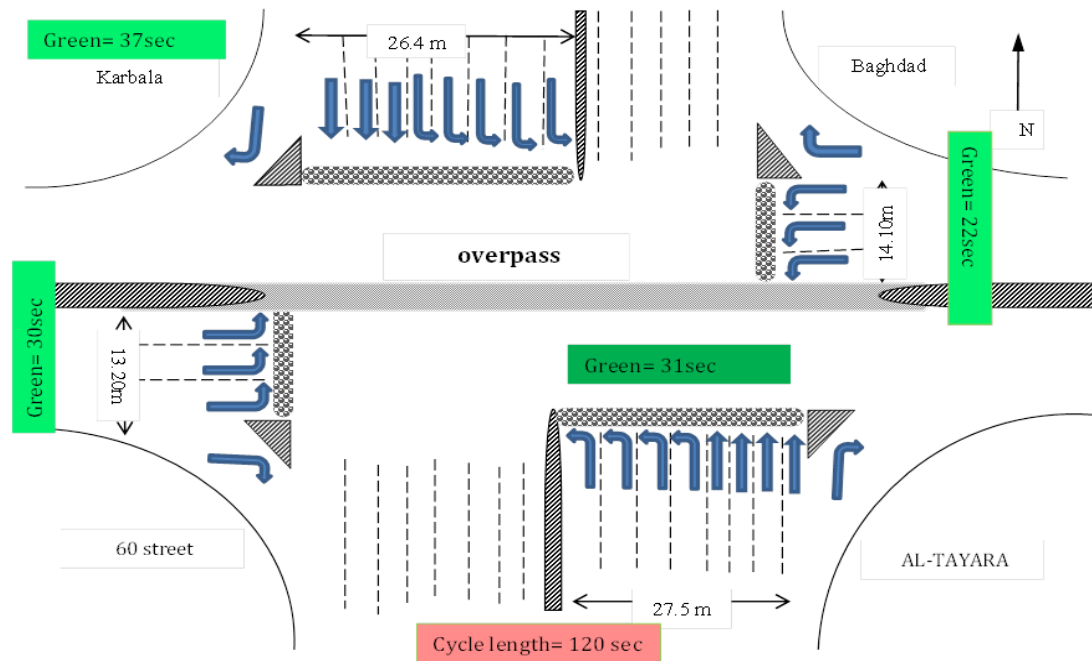 Green= 37sec
26.4 m
Karbala
Baghdad
N
Green= 22sec
14.10m
overpass
Green= 30sec
13.20m
Green= 31sec
60 street
AL-TAYARA
27.5 m
Cycle length= 120 sec